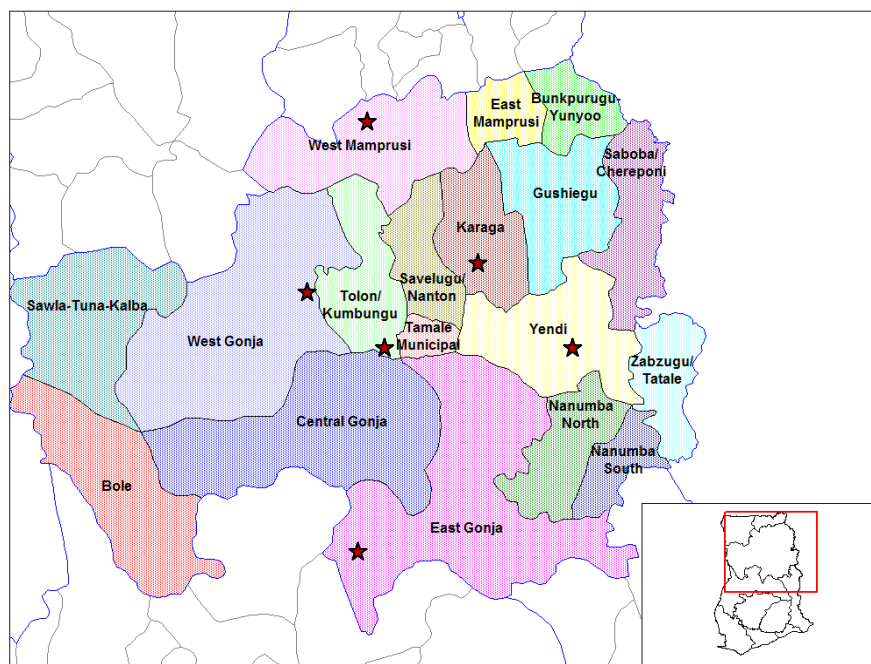 Bunkpurugu-
Yunyoo
East
Mamprusi
West Mamprusi
Saboba/
Chereponi
Gushiegu
Karaga
Savelugu/
Nanton
Tolon/
Kumbungu
Sawla-Tuna-Kalba
West Gonja
Tamale
Municipal
Yendi
Zabzugu/
Tatale
Nanumba
North
Central Gonja
Nanumba
South
Bole
East Gonja